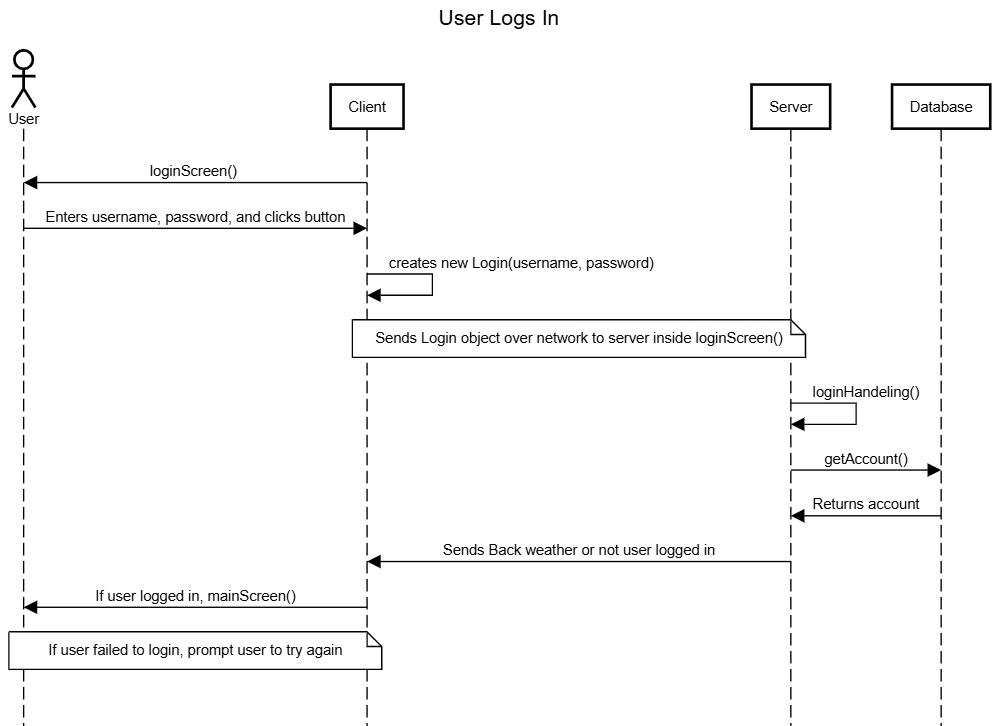 User Logs In
User
Client
Server
Database
loginScreen()
Enters username, password, and clicks button
creates new Login(username, password)
Sends Login object over network to server inside loginScreen()
loginHandeling()
getAccount()
Returns account
Sends Back weather or not user logged in
If user logged in, mainScreen()
If user failed to login, prompt user to try again